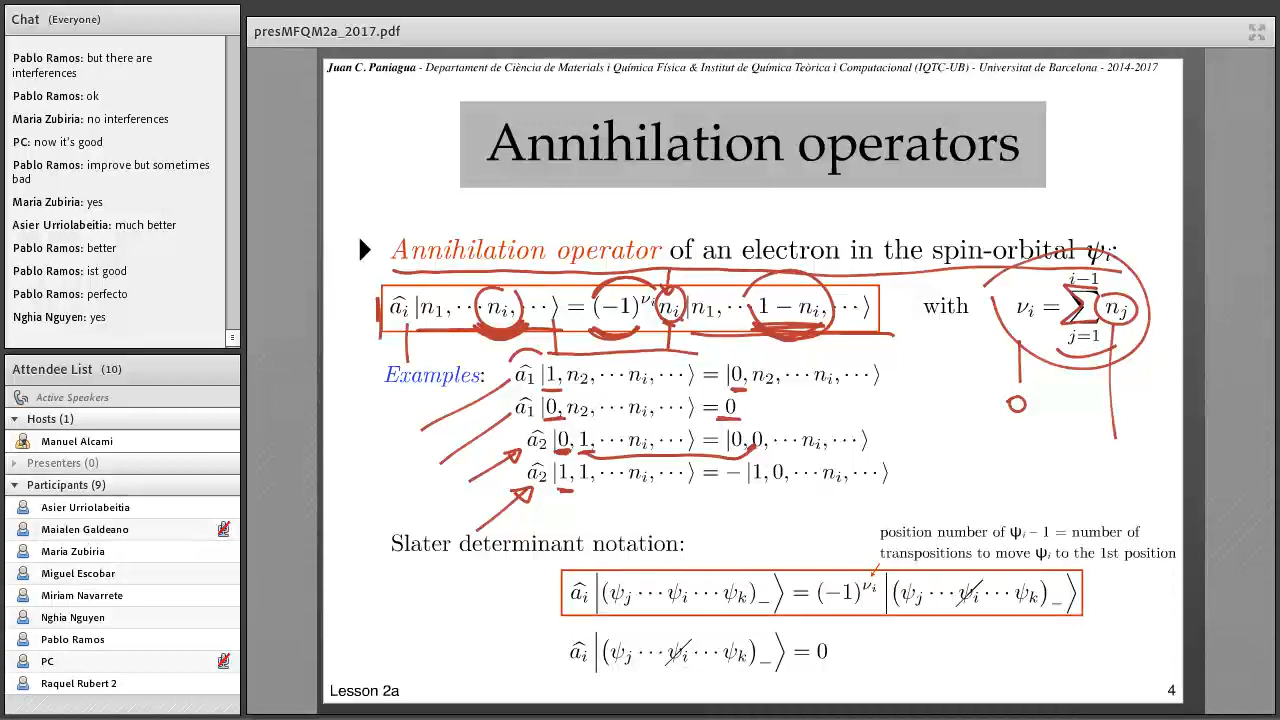 Chat (Everyone)
Pablo Ramos: but there are
interferences
Pablo Ramos: ok
Maria Zubiria: no interferences
PC: now it's good
Pablo Ramos: improve but sometimes
bad
Maria Zubiria: yes
Asier Urriolabeitia: much better
Pablo Ramos: better
Pablo Ramos: ist good
Pablo Ramos: perfecto
Nghia Nguyen: yes
Attendee List (10)
Active Speakers
Hosts (1)
Manuel Alcami
Presenters (0)
Participants (9)
Asier Urriolabeitia
Maialen Galdeano
Maria Zubiria
Miguel Escobar
Miriam Navarrete
Nghia Nguyen
Pablo Ramos
PC
Raquel Rubert 2
presMFQM2a_2017.pdf
Juan C. Paniagua - Departament de Ciència de Materials i Química Física & Institut de Química Teòrica i Computacional (IQTC-UB) - Universitat de Barcelona - 2014-2017
Annihilation operators
Annihilation operator of an electron in the spin-orbital ψᵢ:
âᵢ |n₁, ··· nᵢ, ··· ⟩ = (−1)^νᵢ nᵢ |n₁, ··· 1 − nᵢ, ··· ⟩ with νᵢ = ∑_{j=1}^{i−1} nⱼ
Examples: â₁ |1, n₂, ··· nᵢ, ··· ⟩ = |0, n₂, ··· nᵢ, ··· ⟩
â₁ |0, n₂, ··· nᵢ, ··· ⟩ = 0
â₂ |0, 1, ··· nᵢ, ··· ⟩ = |0, 0, ··· nᵢ, ··· ⟩
â₂ |1, 1, ··· nᵢ, ··· ⟩ = − |1, 0, ··· nᵢ, ··· ⟩
0
Slater determinant notation:
position number of ψᵢ − 1 = number of
transpositions to move ψᵢ to the 1st position
âᵢ |(ψⱼ ··· ψᵢ ··· ψₖ)₋⟩ = (−1)^νᵢ |(ψⱼ ··· ψ̸ᵢ ··· ψₖ)₋⟩
âᵢ |(ψⱼ ··· ψ̸ᵢ ··· ψₖ)₋⟩ = 0
Lesson 2a
4